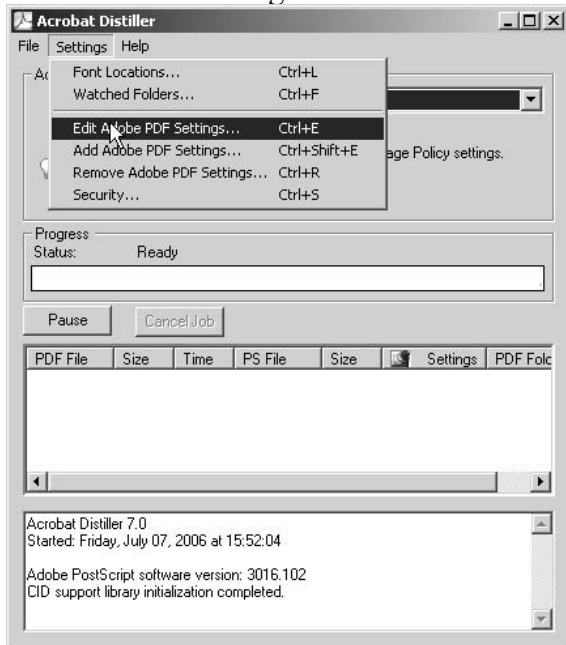 Acrobat Distiller
File Settings Help
Font Locations... Ctrl+L
Watched Folders... Ctrl+F
Edit Adobe PDF Settings... Ctrl+E
Add Adobe PDF Settings... Ctrl+Shift+E
age Policy settings.
Remove Adobe PDF Settings... Ctrl+R
Security... Ctrl+S
Progress
Status: Ready
Pause Cancel Job
PDF File Size Time PS File Size Settings PDF Folc
Acrobat Distiller 7.0
Started: Friday, July 07, 2006 at 15:52:04
Adobe PostScript software version: 3016.102
CID support library initialization completed.